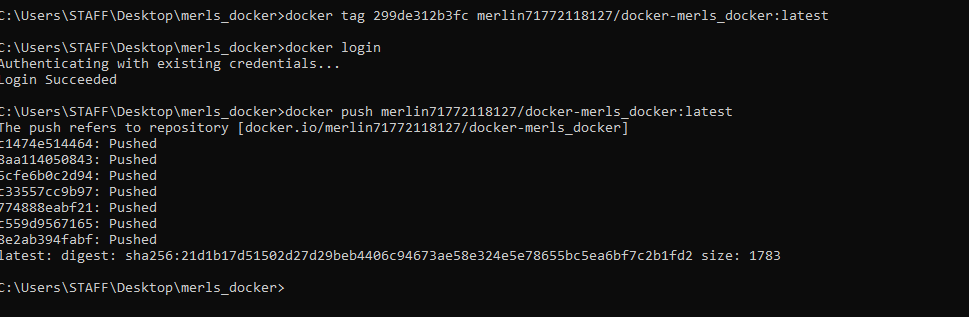 C:\Users\STAFF\Desktop\merls_docker>docker tag 299de312b3fc merlin71772118127/docker-merls_docker:latest
C:\Users\STAFF\Desktop\merls_docker>docker login
Authenticating with existing credentials...
Login Succeeded
C:\Users\STAFF\Desktop\merls_docker>docker push merlin71772118127/docker-merls_docker:latest
The push refers to repository [docker.io/merlin71772118127/docker-merls_docker]
c1474e514464: Pushed
8aa114050843: Pushed
5cfe6b0c2d94: Pushed
c33557cc9b97: Pushed
774888eabf21: Pushed
c559d9567165: Pushed
8e2ab394fabf: Pushed
latest: digest: sha256:21d1b17d51502d27d29beb4406c94673ae58e324e5e78655bc5ea6bf7c2b1fd2 size: 1783
C:\Users\STAFF\Desktop\merls_docker>